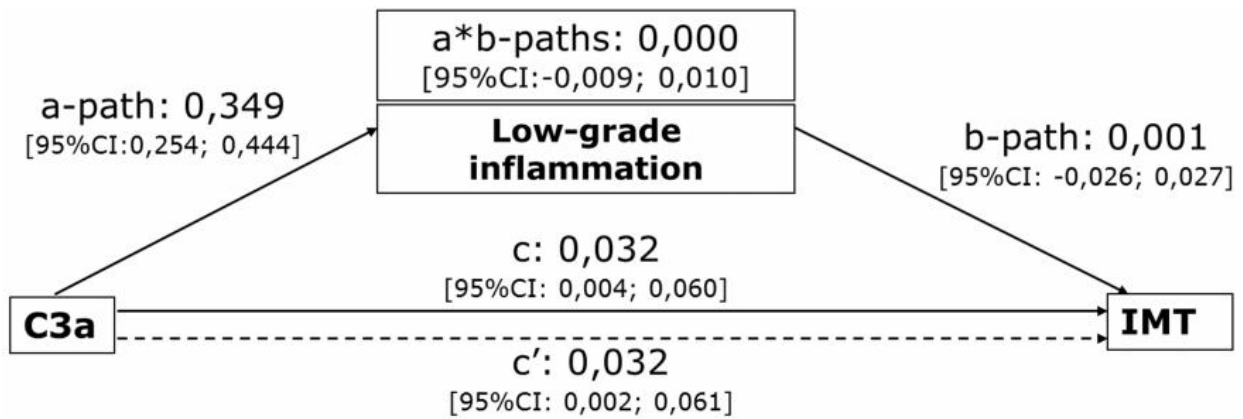 a*b-paths: 0,000
[95%CI:-0,009; 0,010]
a-path: 0,349
[95%CI:0,254; 0,444]
Low-grade
inflammation
b-path: 0,001
[95%CI: -0,026; 0,027]
c: 0,032
[95%CI: 0,004; 0,060]
C3a
IMT
c’: 0,032
[95%CI: 0,002; 0,061]